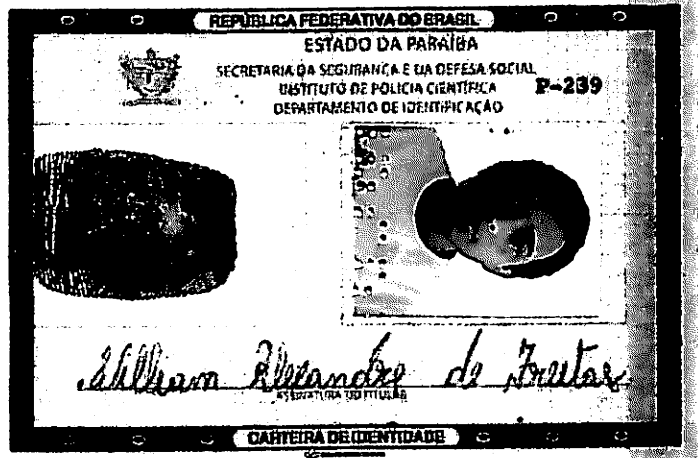 REPÚBLICA FEDERATIVA DO BRASIL
ESTADO DA PARAÍBA
SECRETARIA DA SEGURANÇA E DA DEFESA SOCIAL
INSTITUTO DE POLÍCIA CIENTÍFICA
P-239
DEPARTAMENTO DE IDENTIFICAÇÃO
William Alexandre de Freitas
ASSINATURA DO TITULAR
CARTEIRA DE IDENTIDADE